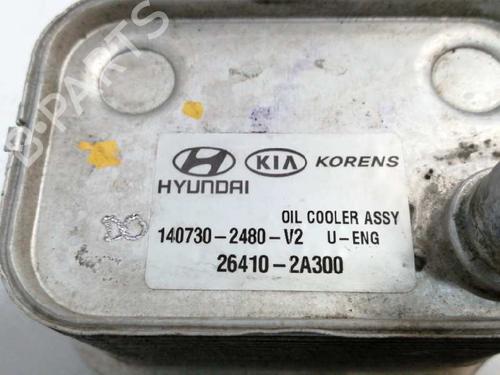 B-PARTS
HYUNDAI KIA KORENS
OIL COOLER ASSY
140730-2480-V2 U-ENG
26410-2A300